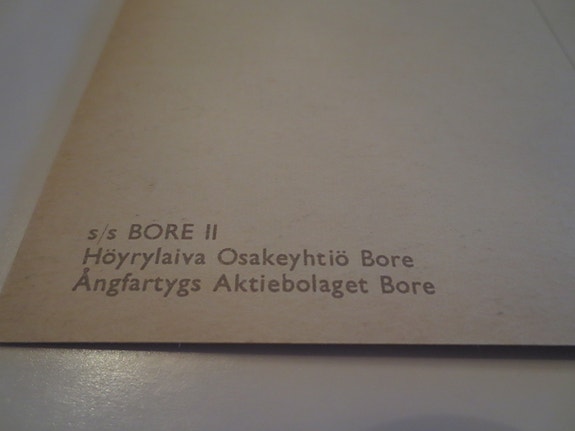 s/s BORE II
Höyrylaiva Osakeyhtiö Bore
Ångfartygs Aktiebolaget Bore